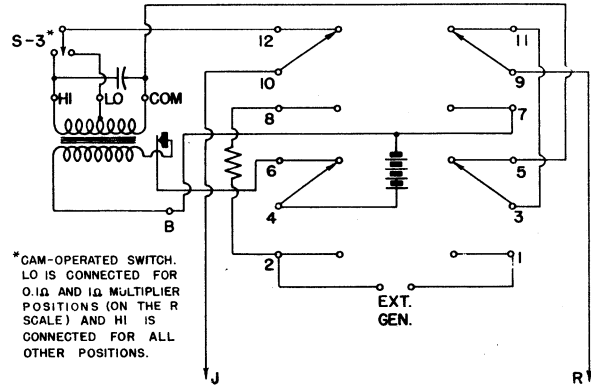 S-3*
12
11
10
9
HI
LO
COM
8
7
6
5
4
3
B
2
1
EXT.
GEN.
*CAM-OPERATED SWITCH.
LO IS CONNECTED FOR
0.1Ω AND 1Ω MULTIPLIER
POSITIONS (ON THE R
SCALE) AND HI IS
CONNECTED FOR ALL
OTHER POSITIONS.
J
R